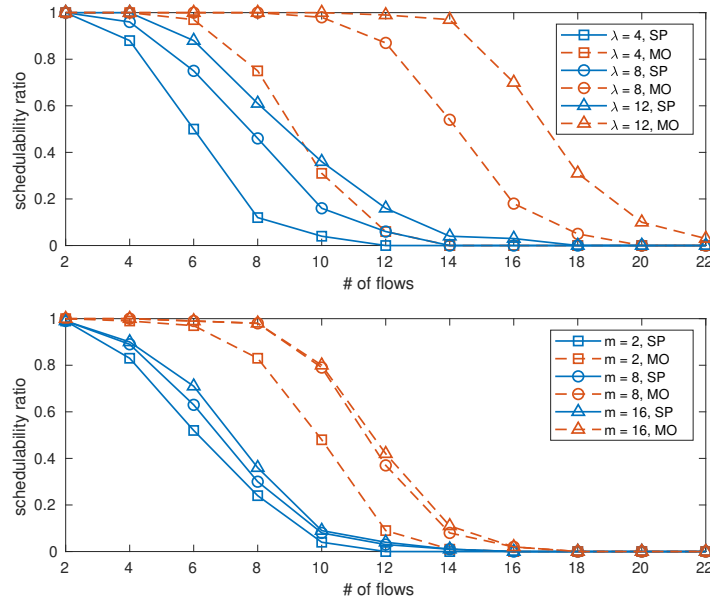 1
0.8
0.6
0.4
0.2
0
schedulability ratio
2 4 6 8 10 12 14 16 18 20 22
# of flows
λ = 4, SP
λ = 4, MO
λ = 8, SP
λ = 8, MO
λ = 12, SP
λ = 12, MO
1
0.8
0.6
0.4
0.2
0
schedulability ratio
2 4 6 8 10 12 14 16 18 20 22
# of flows
m = 2, SP
m = 2, MO
m = 8, SP
m = 8, MO
m = 16, SP
m = 16, MO